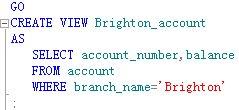 GO
CREATE VIEW Brighton_account
AS
SELECT account_number,balance
FROM account
WHERE branch_name='Brighton'
;